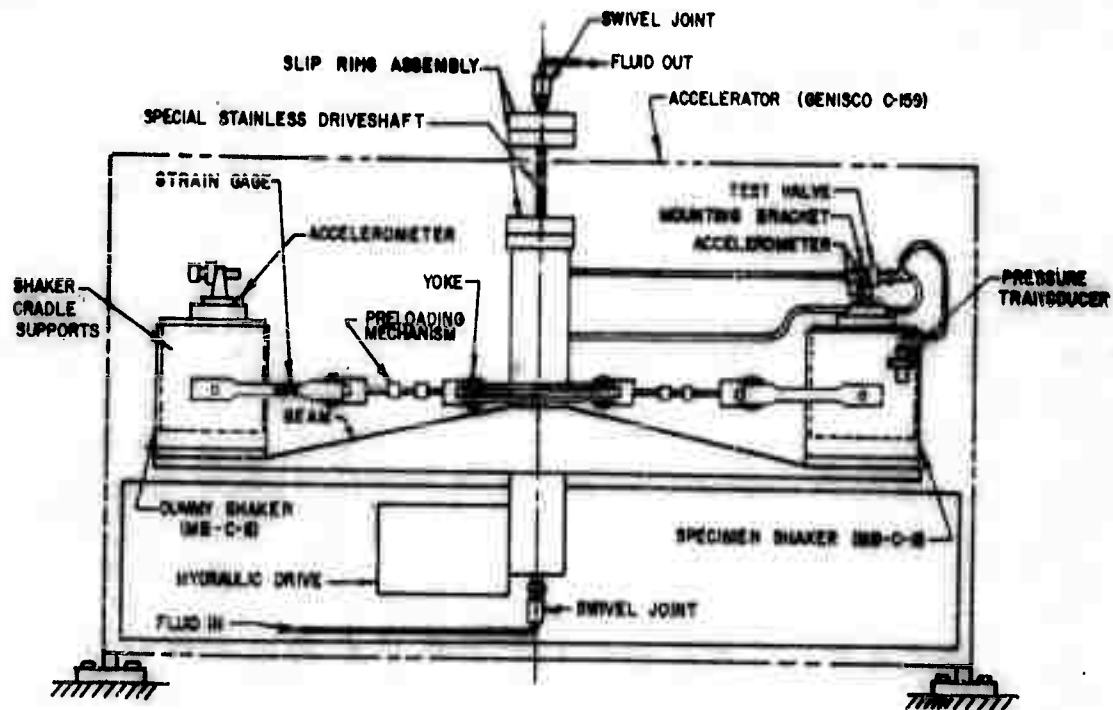 SWIVEL JOINT
FLUID OUT
SLIP RING ASSEMBLY
ACCELERATOR (GENISCO C-159)
SPECIAL STAINLESS DRIVESHAFT
STRAIN GAGE
TEST VALVE
MOUNTING BRACKET
ACCELEROMETER
ACCELEROMETER
SHAKER
CRADLE
SUPPORTS
YOKE
PRELOADING
MECHANISM
PRESSURE
TRANSDUCER
BEAM
DUMMY SHAKER
SPECIMEN SHAKER
HYDRAULIC DRIVE
SWIVEL JOINT
FLUID IN